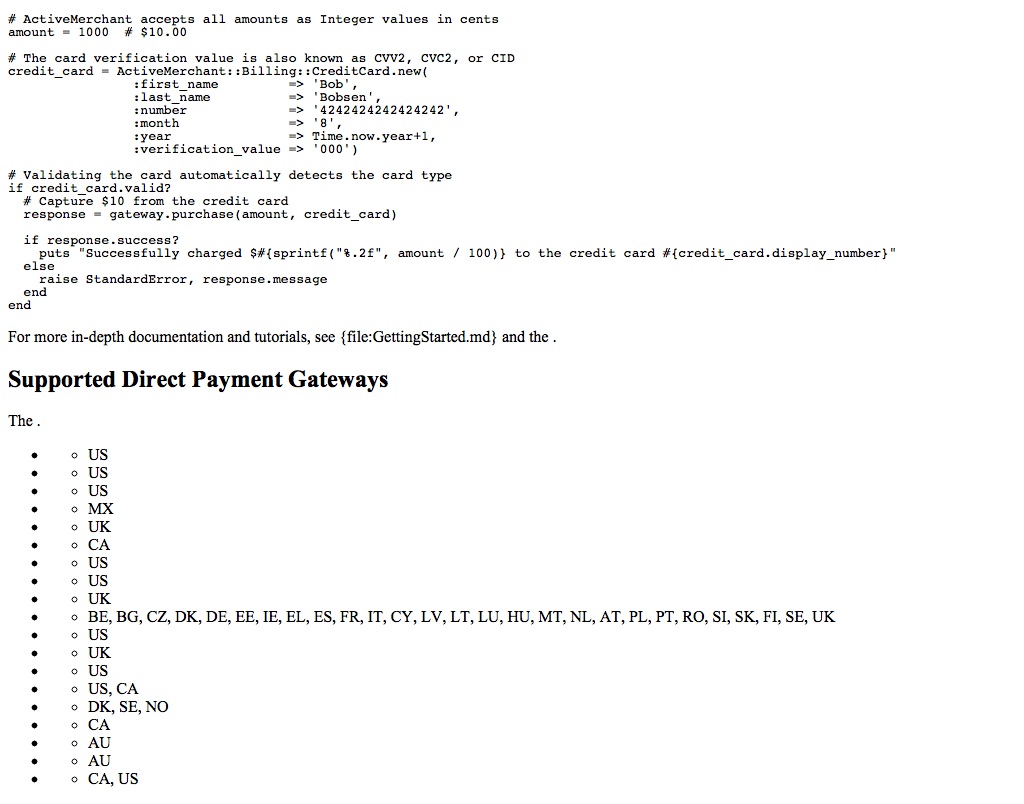 # ActiveMerchant accepts all amounts as Integer values in cents
amount = 1000  # $10.00

# The card verification value is also known as CVV2, CVC2, or CID
credit_card = ActiveMerchant::Billing::CreditCard.new(
                :first_name         => 'Bob',
                :last_name          => 'Bobsen',
                :number             => '4242424242424242',
                :month              => '8',
                :year               => Time.now.year+1,
                :verification_value => '000')

# Validating the card automatically detects the card type
if credit_card.valid?
  # Capture $10 from the credit card
  response = gateway.purchase(amount, credit_card)

  if response.success?
    puts "Successfully charged $#{sprintf("%.2f", amount / 100)} to the credit card #{credit_card.display_number}"
  else
    raise StandardError, response.message
  end
end

For more in-depth documentation and tutorials, see {file:GettingStarted.md} and the .

Supported Direct Payment Gateways

The .

US
US
US
MX
UK
CA
US
US
UK
BE, BG, CZ, DK, DE, EE, IE, EL, ES, FR, IT, CY, LV, LT, LU, HU, MT, NL, AT, PL, PT, RO, SI, SK, FI, SE, UK
US
UK
US
US, CA
DK, SE, NO
CA
AU
AU
CA, US